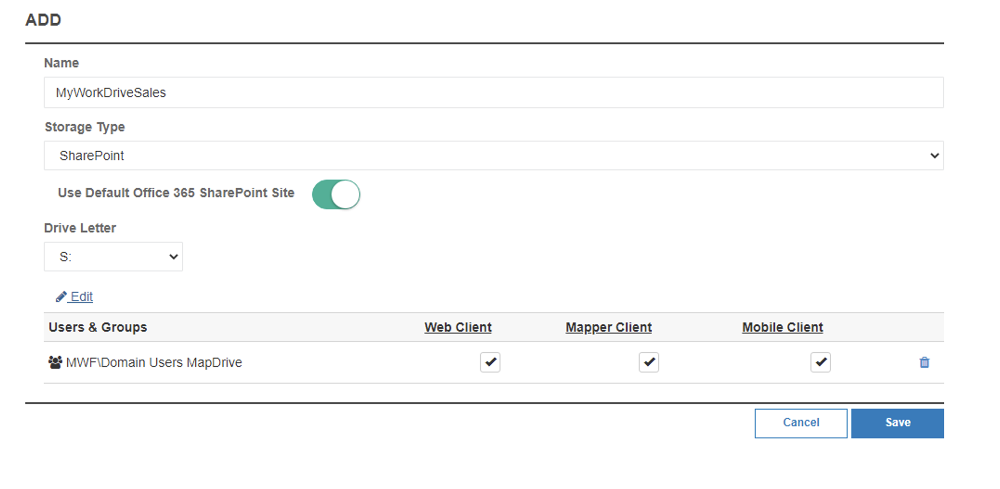 ADD
Name
MyWorkDriveSales
Storage Type
SharePoint
Use Default Office 365 SharePoint Site
Drive Letter
S:
Edit
Users & Groups Web Client Mapper Client Mobile Client
MWF\Domain Users MapDrive
Cancel Save